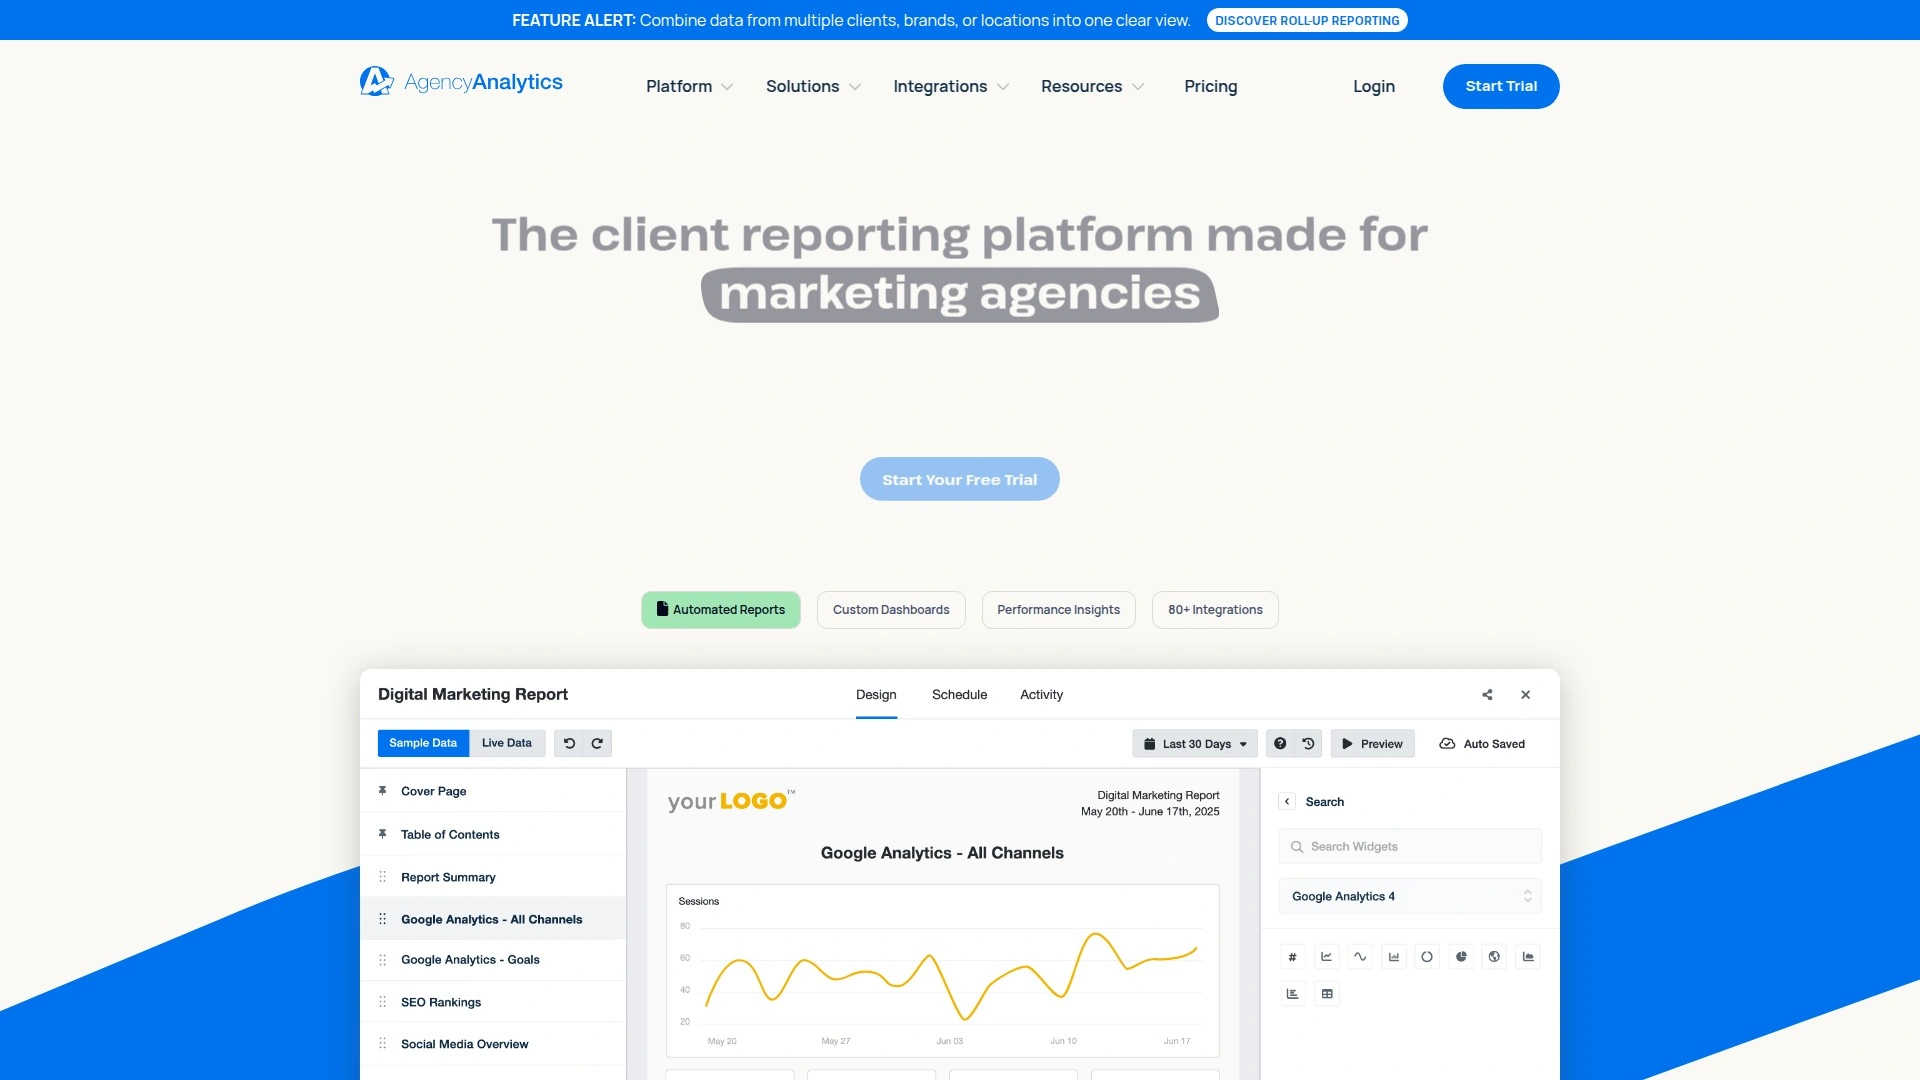 FEATURE ALERT: Combine data from multiple clients, brands, or locations into one clear view. DISCOVER ROLL-UP REPORTING
AgencyAnalytics Platform Solutions Integrations Resources Pricing Login Start Trial
The client reporting platform made for
marketing agencies
Start Your Free Trial
Automated Reports Custom Dashboards Performance Insights 80+ Integrations
Digital Marketing Report Design Schedule Activity
Sample Data Live Data Last 30 Days Preview Auto Saved
Cover Page
Table of Contents
Report Summary
Google Analytics - All Channels
Google Analytics - Goals
SEO Rankings
Social Media Overview
your LOGO™
Digital Marketing Report
May 20th - June 17th, 2025
Google Analytics - All Channels
Sessions
80
60
40
20
May 20 May 27 Jun 03 Jun 10 Jun 17
Search
Search Widgets
Google Analytics 4
#